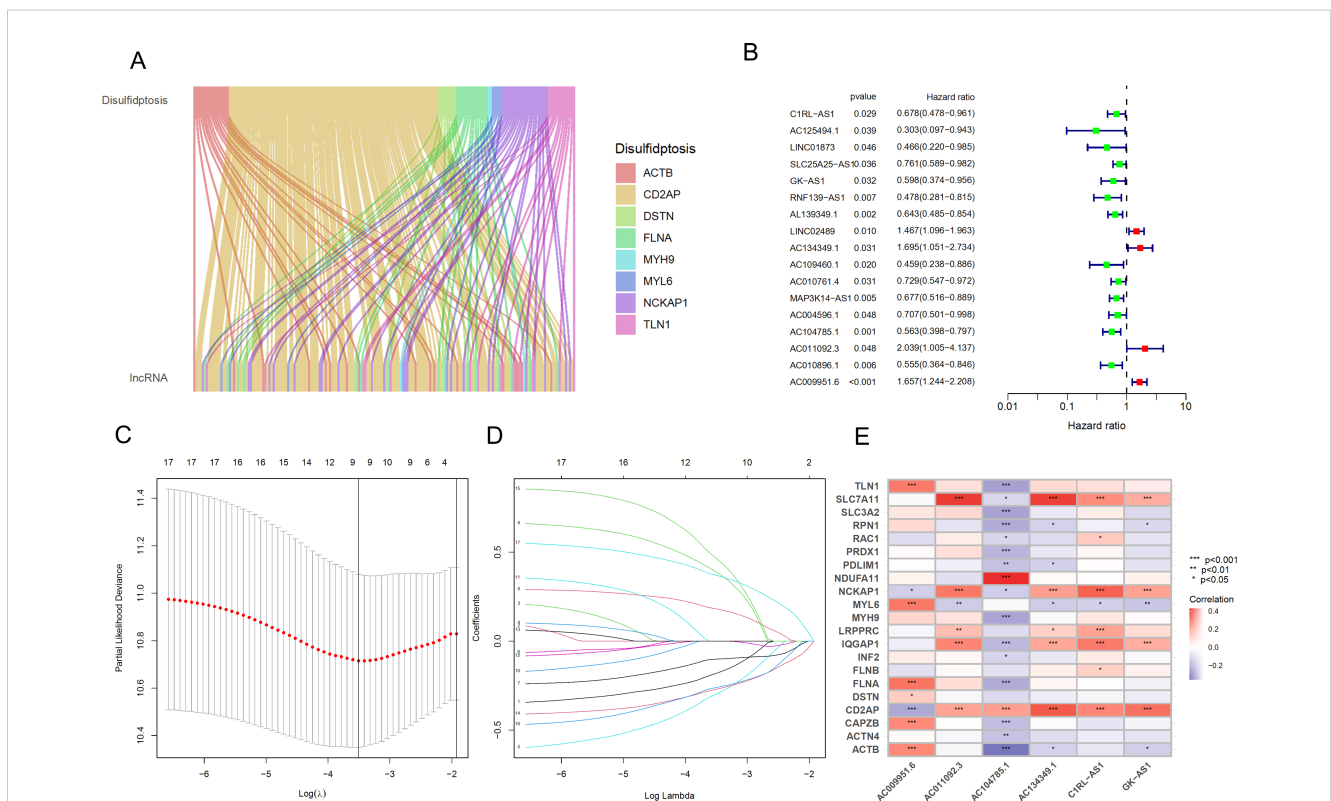 A
Disulfidptosis
lncRNA
Disulfidptosis
ACTB
CD2AP
DSTN
FLNA
MYH9
MYL6
NCKAP1
TLN1
B
pvalue Hazard ratio
C1RL−AS1 0.029 0.678(0.478−0.961)
AC125494.1 0.039 0.303(0.097−0.943)
LINC01873 0.046 0.466(0.220−0.985)
SLC25A25−AS1 0.036 0.761(0.589−0.982)
GK−AS1 0.032 0.598(0.374−0.956)
RNF139−AS1 0.007 0.478(0.281−0.815)
AL139349.1 0.002 0.643(0.485−0.854)
LINC02489 0.010 1.467(1.096−1.963)
AC134349.1 0.031 1.695(1.051−2.734)
AC109460.1 0.020 0.459(0.238−0.886)
AC010761.4 0.031 0.729(0.547−0.972)
MAP3K14−AS1 0.005 0.677(0.516−0.889)
AC004596.1 0.048 0.707(0.501−0.998)
AC104785.1 0.001 0.563(0.398−0.797)
AC011092.3 0.048 2.039(1.005−4.137)
AC010896.1 0.006 0.555(0.364−0.846)
AC009951.6 <0.001 1.657(1.244−2.208)
0.01 0.1 1 10
Hazard ratio
C
17 17 17 16 16 15 14 12 9 9 10 9 6 4
Partial Likelihood Deviance
11.4
11.2
11.0
10.8
10.6
10.4
−6 −5 −4 −3 −2
Log(λ)
D
17 16 12 10 2
Coefficients
0.5
0.0
−0.5
−6 −5 −4 −3 −2
Log Lambda
E
TLN1 *** ***
SLC7A11 *** * *** *** ***
SLC3A2 ***
RPN1 *** * *
RAC1 * *
PRDX1 ***
PDLIM1 ** *
NDUFA11 ***
NCKAP1 * *** * *** *** ***
MYL6 *** ** * * **
MYH9 ***
LRPPRC ** * ***
IQGAP1 *** *** *** *** ***
INF2 *
FLNB *
FLNA *** ***
DSTN *
CD2AP *** *** *** *** *** ***
CAPZB *** ***
ACTN4 **
ACTB *** *** * *
AC009951.6
AC011092.3
AC104785.1
AC134349.1
C1RL−AS1
GK−AS1
*** p<0.001
** p<0.01
* p<0.05
Correlation
0.4
0.2
0.0
−0.2